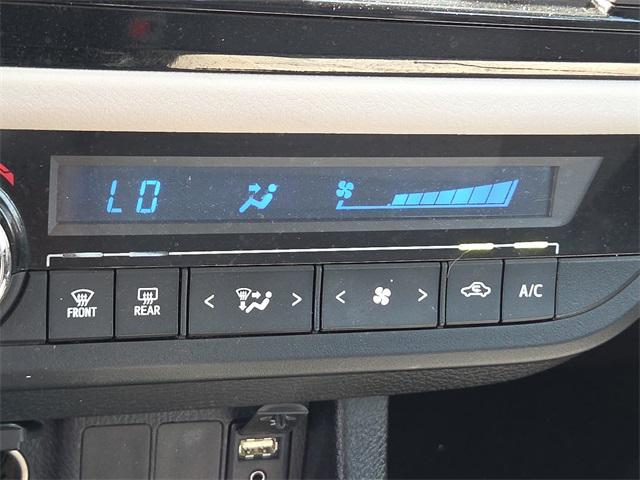 LO
FRONT
REAR
< >
< >
A/C